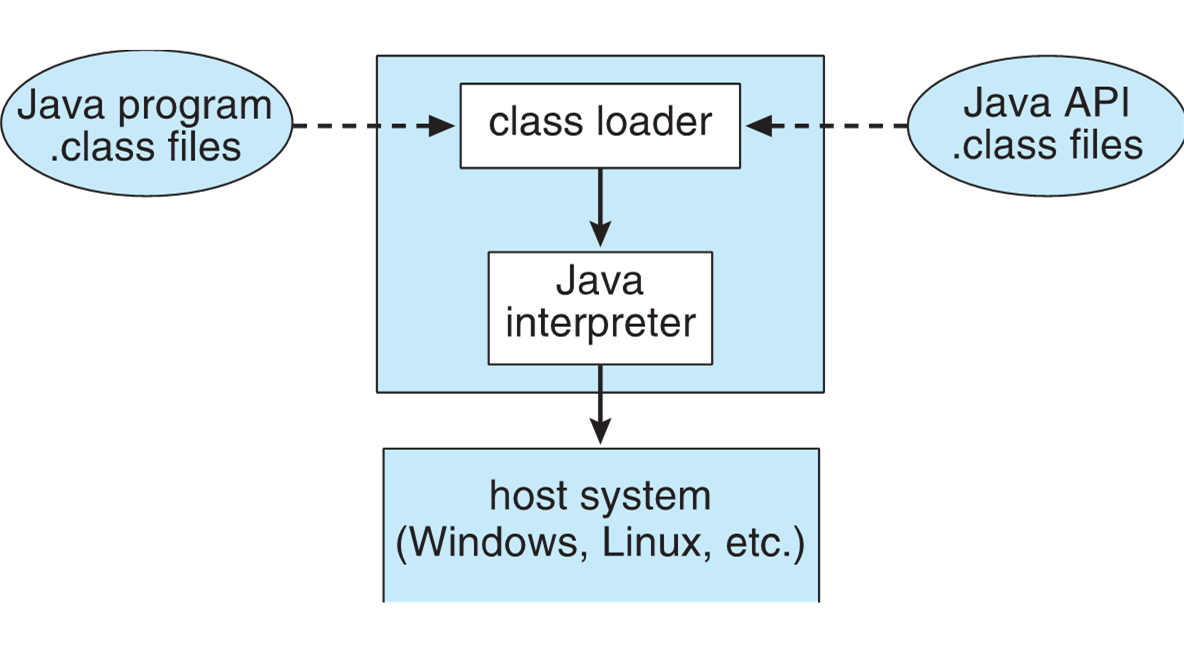 Java program
.class files
class loader
Java API
.class files
Java
interpreter
host system
(Windows, Linux, etc.)